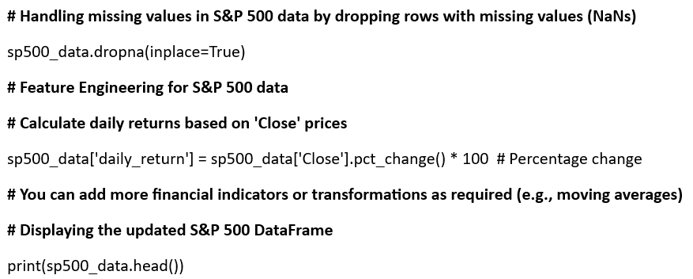 # Handling missing values in S&P 500 data by dropping rows with missing values (NaNs)
sp500_data.dropna(inplace=True)
# Feature Engineering for S&P 500 data
# Calculate daily returns based on 'Close' prices
sp500_data['daily_return'] = sp500_data['Close'].pct_change() * 100  # Percentage change
# You can add more financial indicators or transformations as required (e.g., moving averages)
# Displaying the updated S&P 500 DataFrame
print(sp500_data.head())